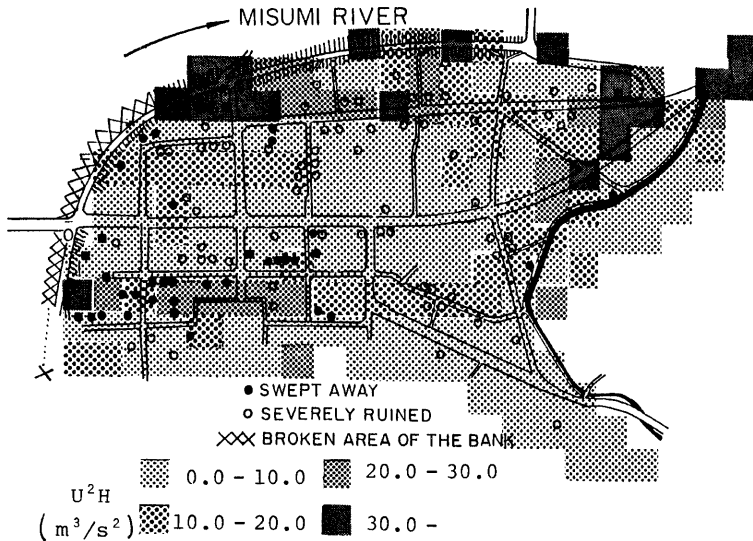 MISUMI RIVER
● SWEPT AWAY
○ SEVERELY RUINED
BROKEN AREA OF THE BANK
U²H
(m³/s²)
0.0 - 10.0
20.0 - 30.0
10.0 - 20.0
30.0 -